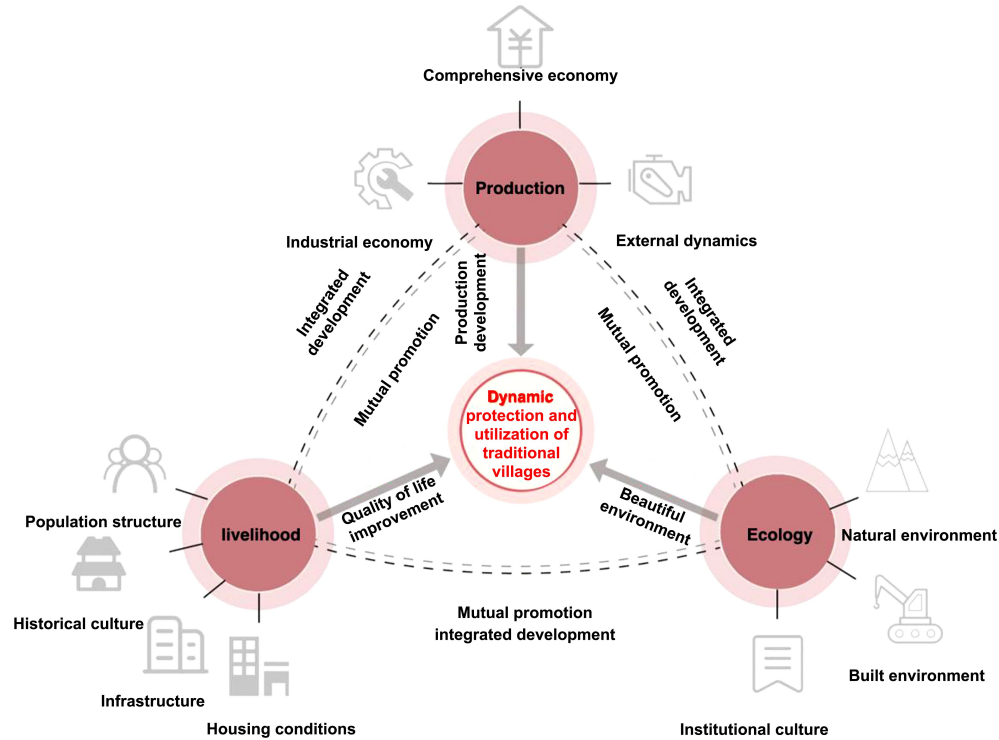 ¥
Comprehensive economy
Production
Industrial economy
External dynamics
Integrated
development
Mutual promotion
Production
development
Mutual promotion
Integrated
development
Dynamic
protection and
utilization of
traditional
villages
Population structure
livelihood
Quality of life
improvement
Beautiful
environment
Ecology
Natural environment
Historical culture
Mutual promotion
integrated development
Built environment
Infrastructure
Housing conditions
Institutional culture